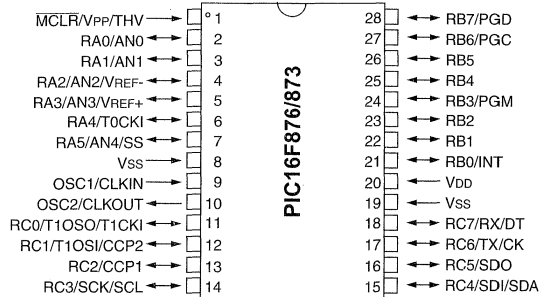 MCLR/VPP/THV 1 28 RB7/PGD
RA0/AN0 2 27 RB6/PGC
RA1/AN1 3 26 RB5
RA2/AN2/VREF- 4 25 RB4
RA3/AN3/VREF+ 5 24 RB3/PGM
RA4/T0CKI 6 23 RB2
RA5/AN4/SS 7 22 RB1
VSS 8 21 RB0/INT
OSC1/CLKIN 9 20 VDD
OSC2/CLKOUT 10 19 VSS
RC0/T1OSO/T1CKI 11 18 RC7/RX/DT
RC1/T1OSI/CCP2 12 17 RC6/TX/CK
RC2/CCP1 13 16 RC5/SDO
RC3/SCK/SCL 14 15 RC4/SDI/SDA
PIC16F876/873